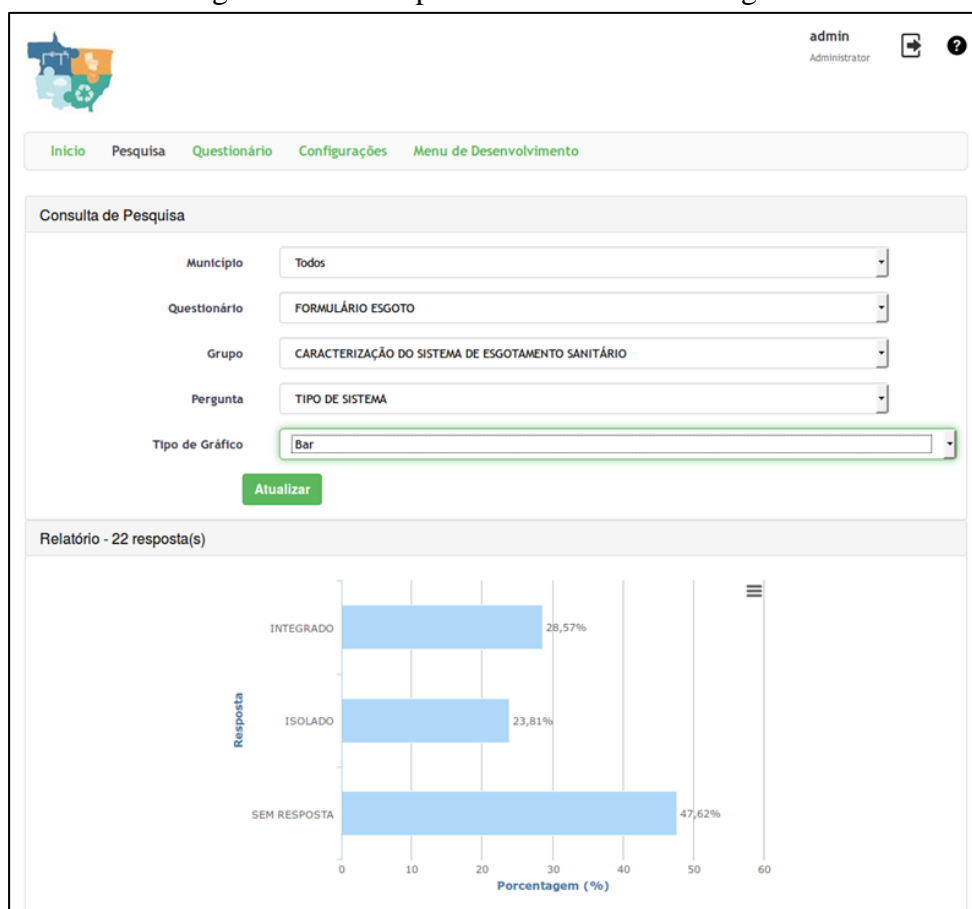 admin
Administrator
Inicio Pesquisa Questionário Configurações Menu de Desenvolvimento
Consulta de Pesquisa
Município Todos
Questionário FORMULÁRIO ESGOTO
Grupo CARACTERIZAÇÃO DO SISTEMA DE ESGOTAMENTO SANITÁRIO
Pergunta TIPO DE SISTEMA
Tipo de Gráfico Bar
Atualizar
Relatório - 22 resposta(s)
INTEGRADO 28,57%
Resposta
ISOLADO 23,81%
SEM RESPOSTA 47,62%
0 10 20 30 40 50 60
Porcentagem (%)